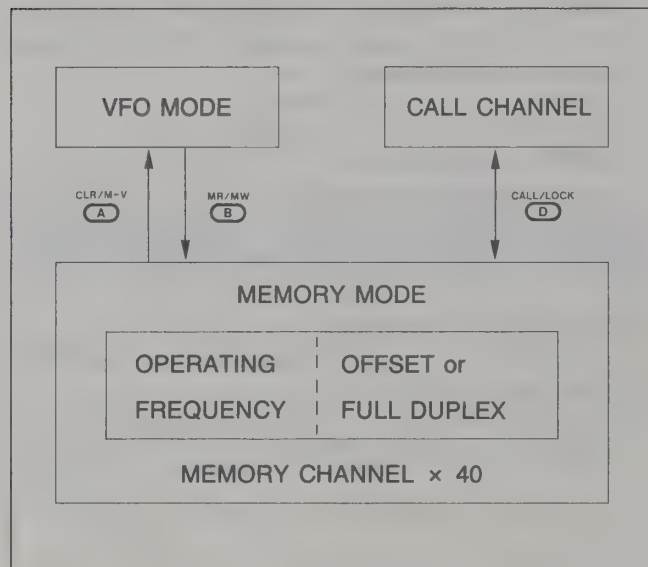 VFO MODE
CALL CHANNEL
CLR/M-V
A
MR/MW
B
CALL/LOCK
D
MEMORY MODE
OPERATING
FREQUENCY
OFFSET or
FULL DUPLEX
MEMORY CHANNEL × 40